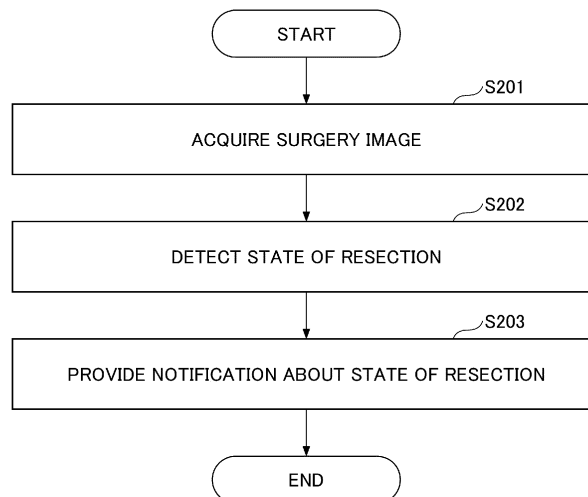 START
S201
ACQUIRE SURGERY IMAGE
S202
DETECT STATE OF RESECTION
S203
PROVIDE NOTIFICATION ABOUT STATE OF RESECTION
END